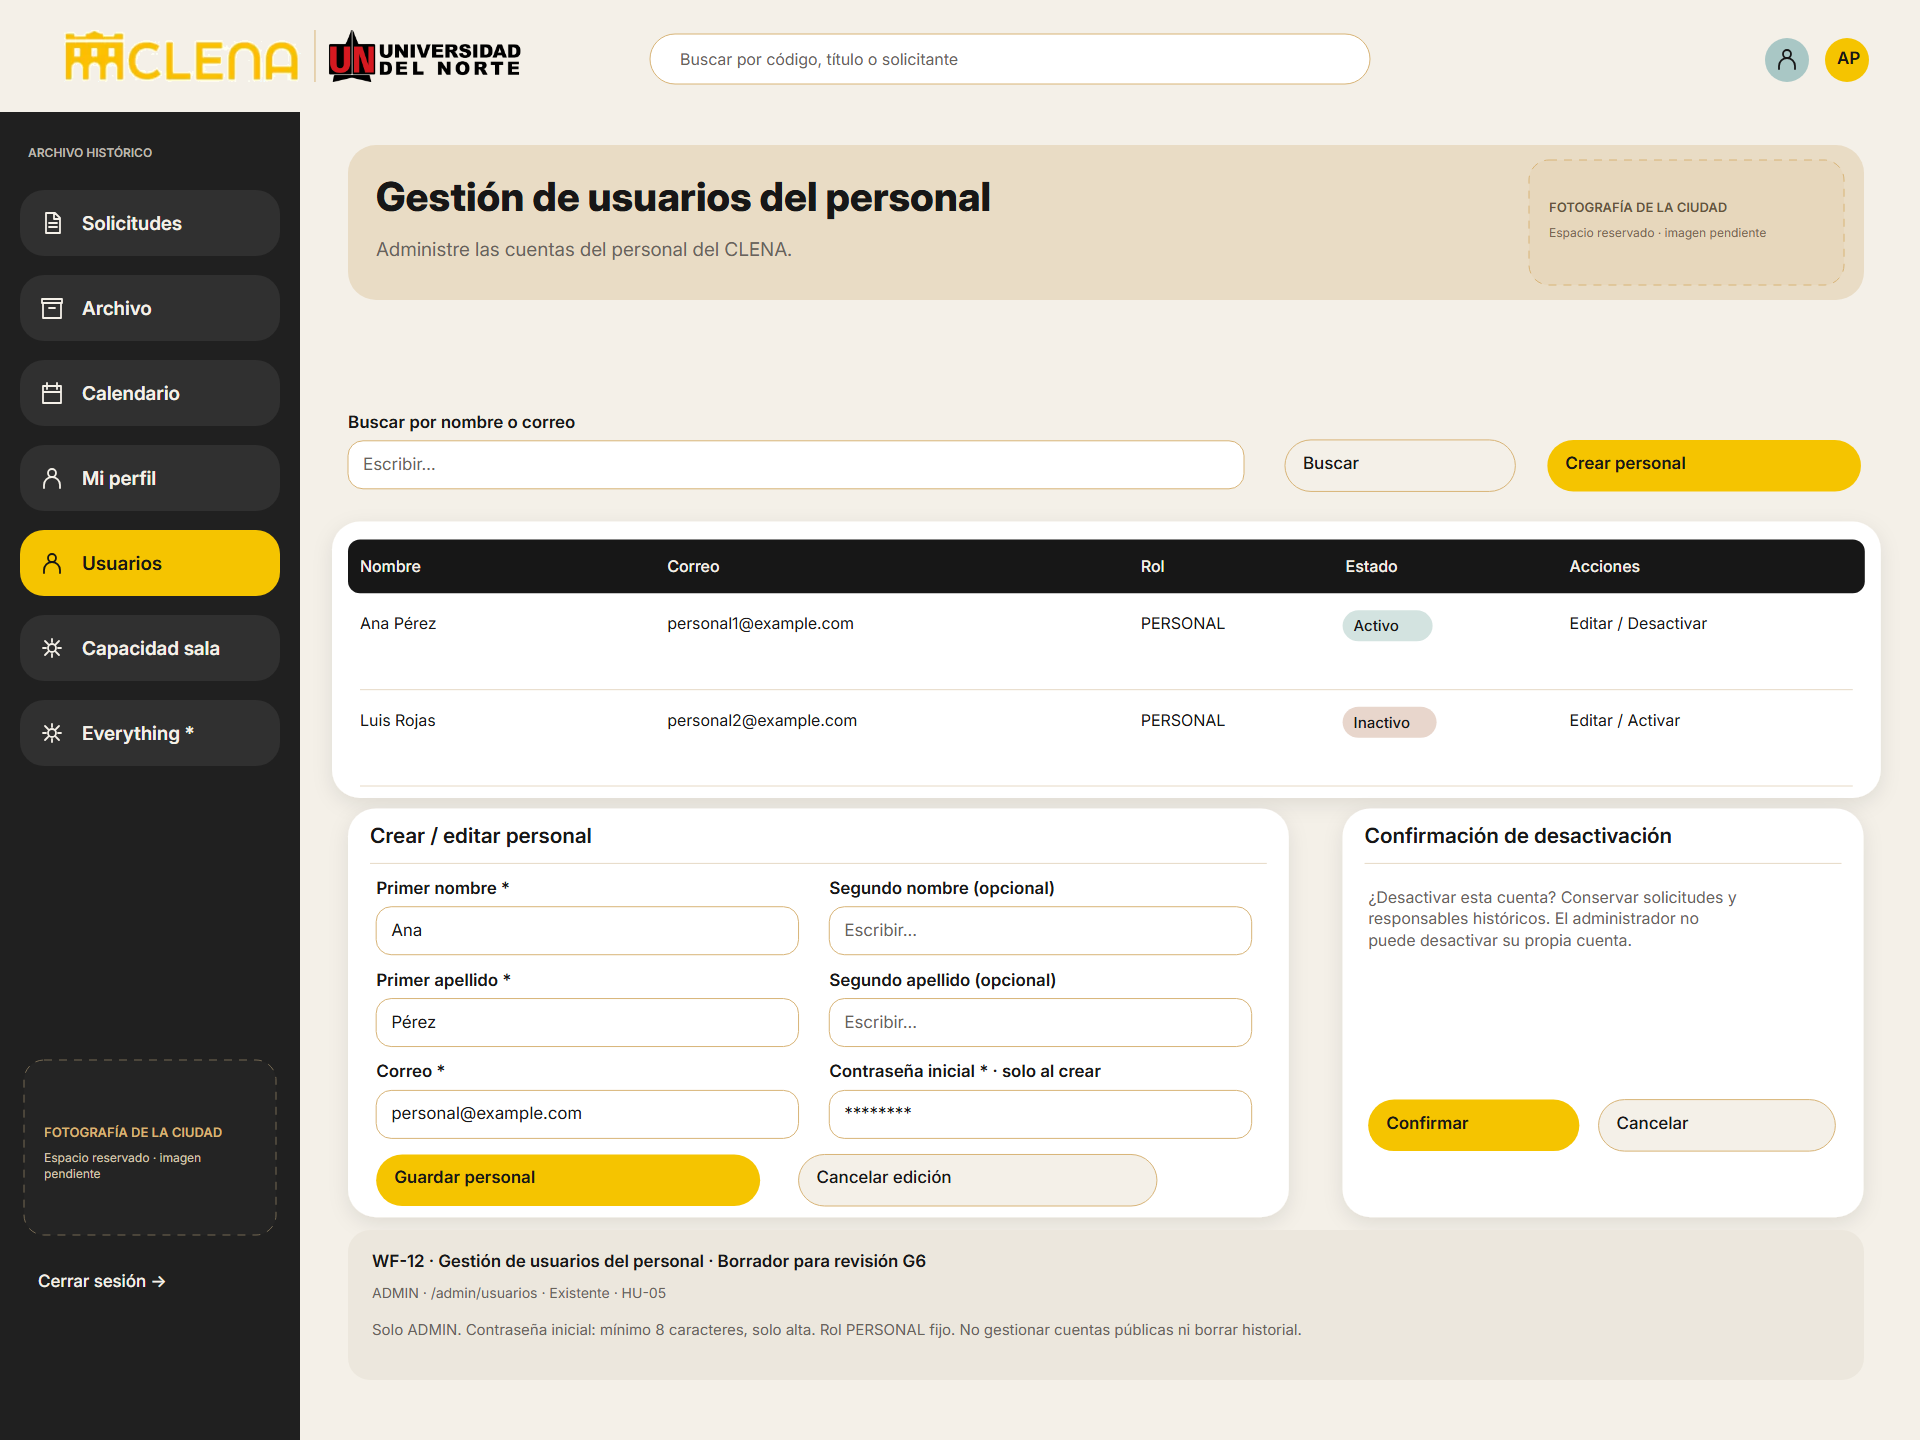 CLENA
UNIVERSIDAD
DEL NORTE
UN
Buscar por código, título o solicitante
AP
ARCHIVO HISTÓRICO
Solicitudes
Archivo
Calendario
Mi perfil
Usuarios
Capacidad sala
Everything *
FOTOGRAFÍA DE LA CIUDAD
Espacio reservado · imagen
pendiente
Cerrar sesión →
Gestión de usuarios del personal
Administre las cuentas del personal del CLENA.
FOTOGRAFÍA DE LA CIUDAD
Espacio reservado · imagen pendiente
Buscar por nombre o correo
Escribir...
Buscar
Crear personal
Nombre Correo Rol Estado Acciones
Ana Pérez personal1@example.com PERSONAL Activo Editar / Desactivar
Luis Rojas personal2@example.com PERSONAL Inactivo Editar / Activar
Crear / editar personal
Primer nombre * Segundo nombre (opcional)
Ana Escribir...
Primer apellido * Segundo apellido (opcional)
Pérez Escribir...
Correo * Contraseña inicial * · solo al crear
personal@example.com ********
Guardar personal Cancelar edición
Confirmación de desactivación
¿Desactivar esta cuenta? Conservar solicitudes y
responsables históricos. El administrador no
puede desactivar su propia cuenta.
Confirmar Cancelar
WF-12 · Gestión de usuarios del personal · Borrador para revisión G6
ADMIN · /admin/usuarios · Existente · HU-05
Solo ADMIN. Contraseña inicial: mínimo 8 caracteres, solo alta. Rol PERSONAL fijo. No gestionar cuentas públicas ni borrar historial.